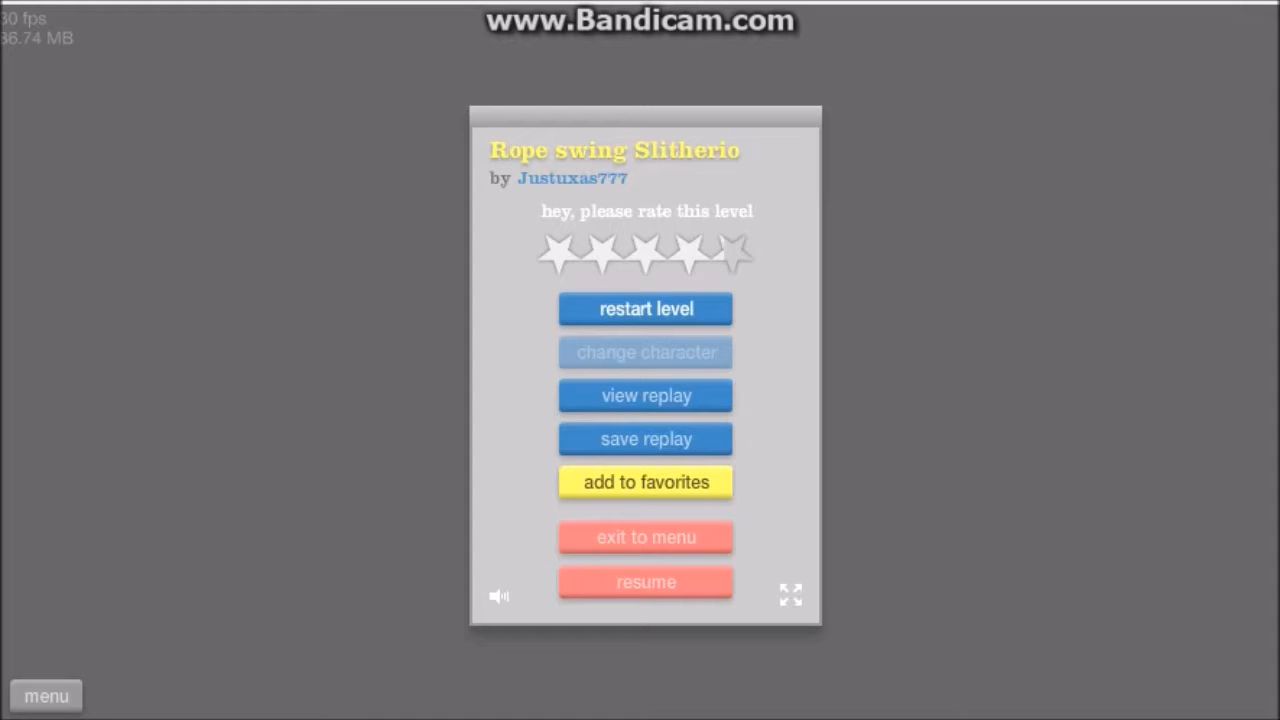 30 fps
36.74 MB
www.Bandicam.com
Rope swing Slitherio
by Justuxas777
hey, please rate this level
restart level
change character
view replay
save replay
add to favorites
exit to menu
resume
menu